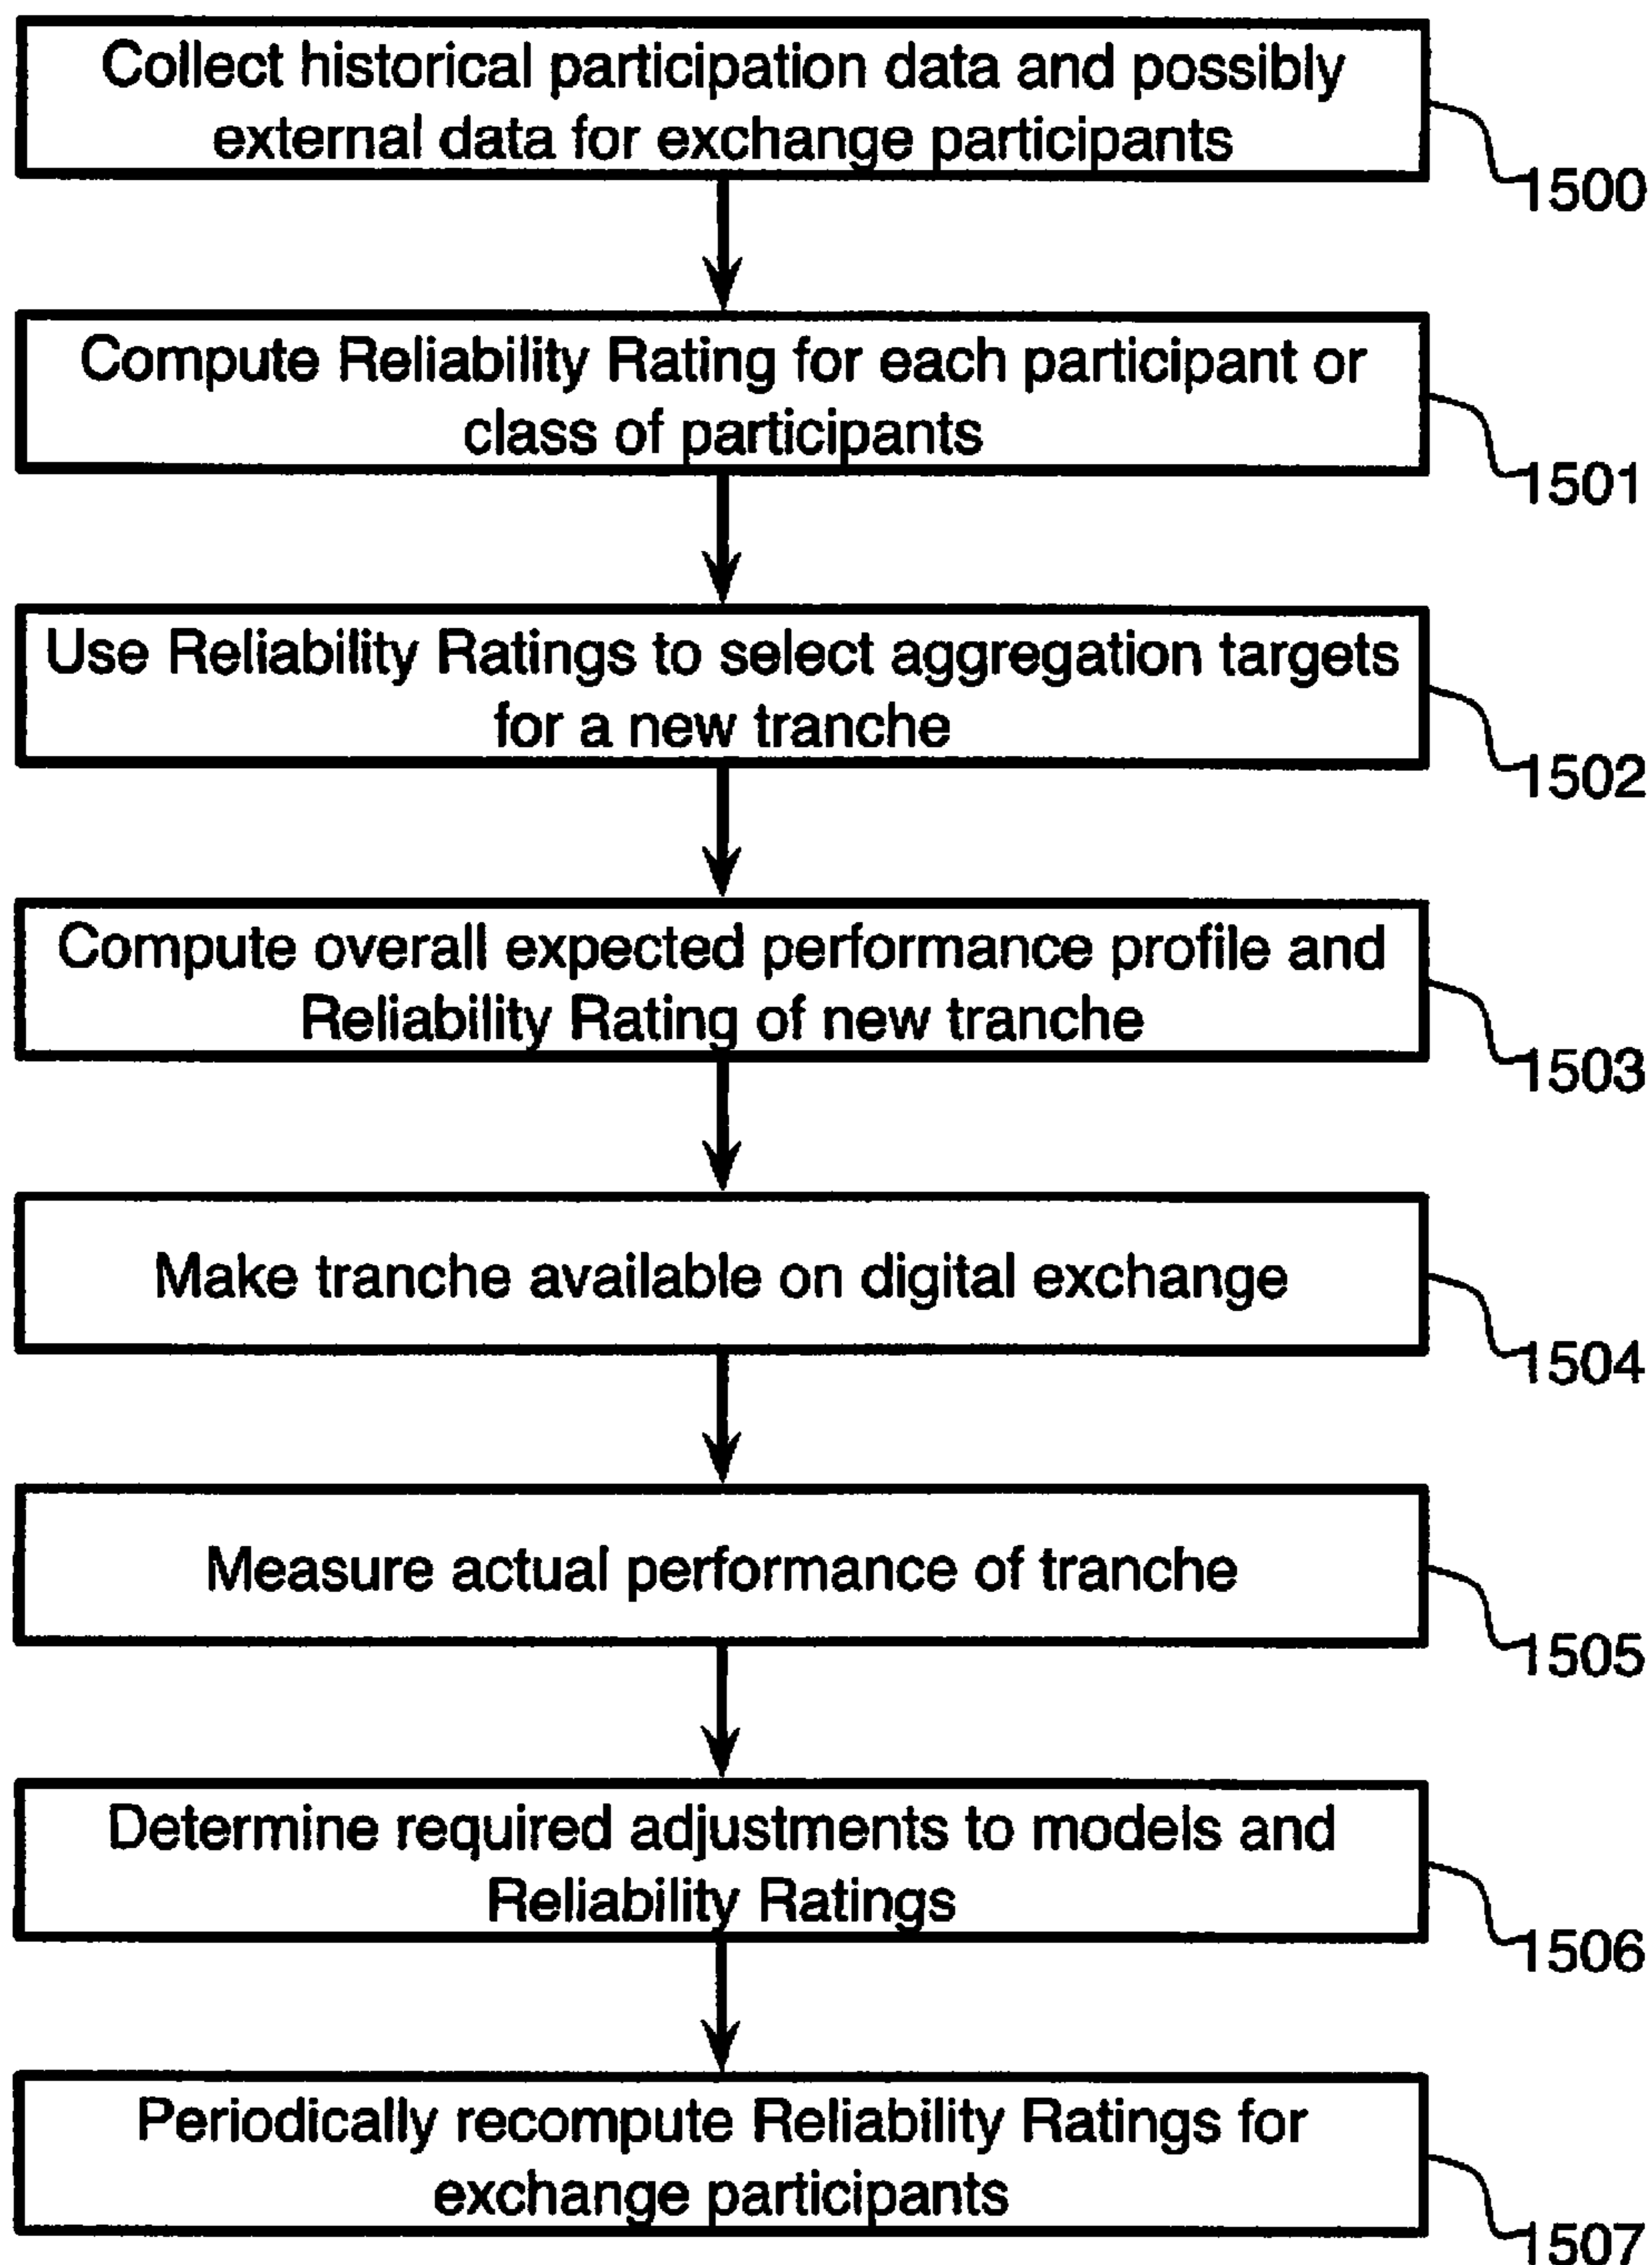 Collect historical participation data and possibly
external data for exchange participants
1500
Compute Reliability Rating for each participant or
class of participants
1501
Use Reliability Ratings to select aggregation targets
for a new tranche
1502
Compute overall expected performance profile and
Reliability Rating of new tranche
1503
Make tranche available on digital exchange
1504
Measure actual performance of tranche
1505
Determine required adjustments to models and
Reliability Ratings
1506
Periodically recompute Reliability Ratings for
exchange participants
1507